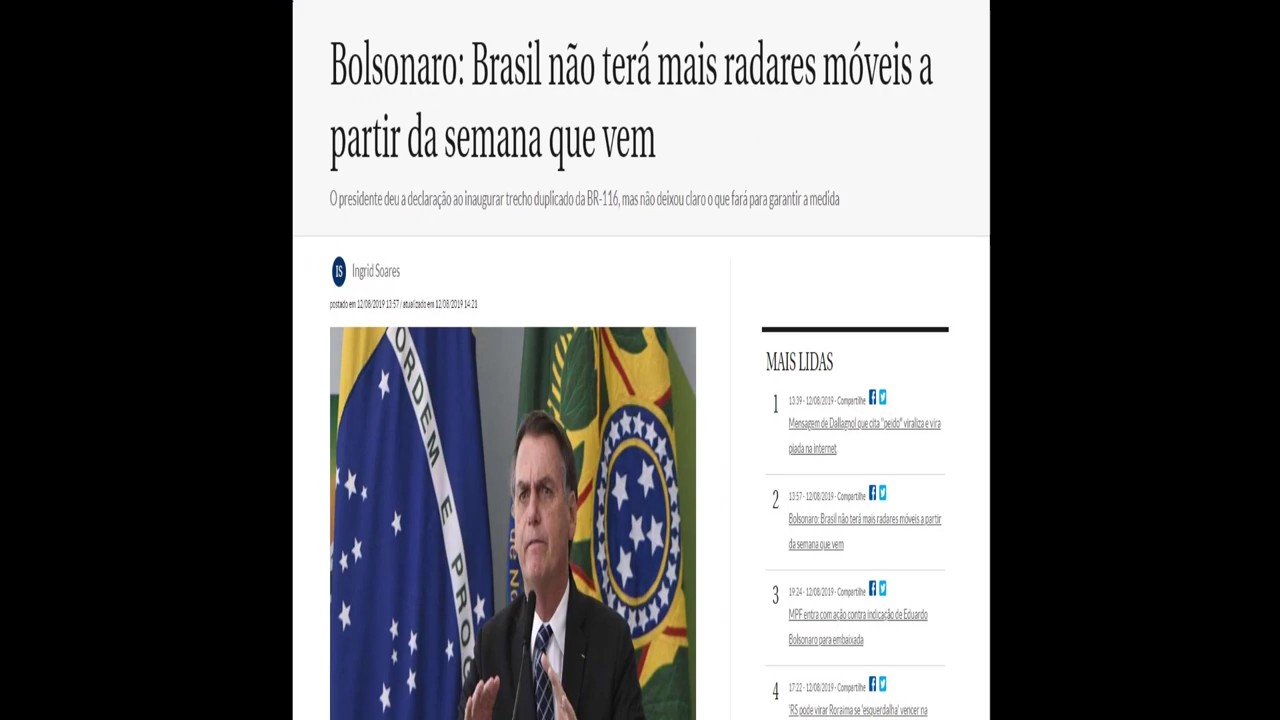 Bolsonaro: Brasil não terá mais radares móveis a
partir da semana que vem
O presidente deu a declaração ao inaugurar trecho duplicado da BR-116, mas não deixou claro o que fará para garantir a medida
IS Ingrid Soares
postado em 12/08/2019 13:57 / atualizado em 12/08/2019 14:21
ORDEM E PROG
de No
MAIS LIDAS
1 13:39 - 12/08/2019 - Compartilhe
Mensagem de Dallagnol que cita "peido" viraliza e vira
piada na internet
2 13:57 - 12/08/2019 - Compartilhe
Bolsonaro: Brasil não terá mais radares móveis a partir
da semana que vem
3 19:24 - 12/08/2019 - Compartilhe
MPF entra com ação contra indicação de Eduardo
Bolsonaro para embaixada
4 17:22 - 12/08/2019 - Compartilhe
'RS pode virar Roraima se 'esquerdalha' vencer na